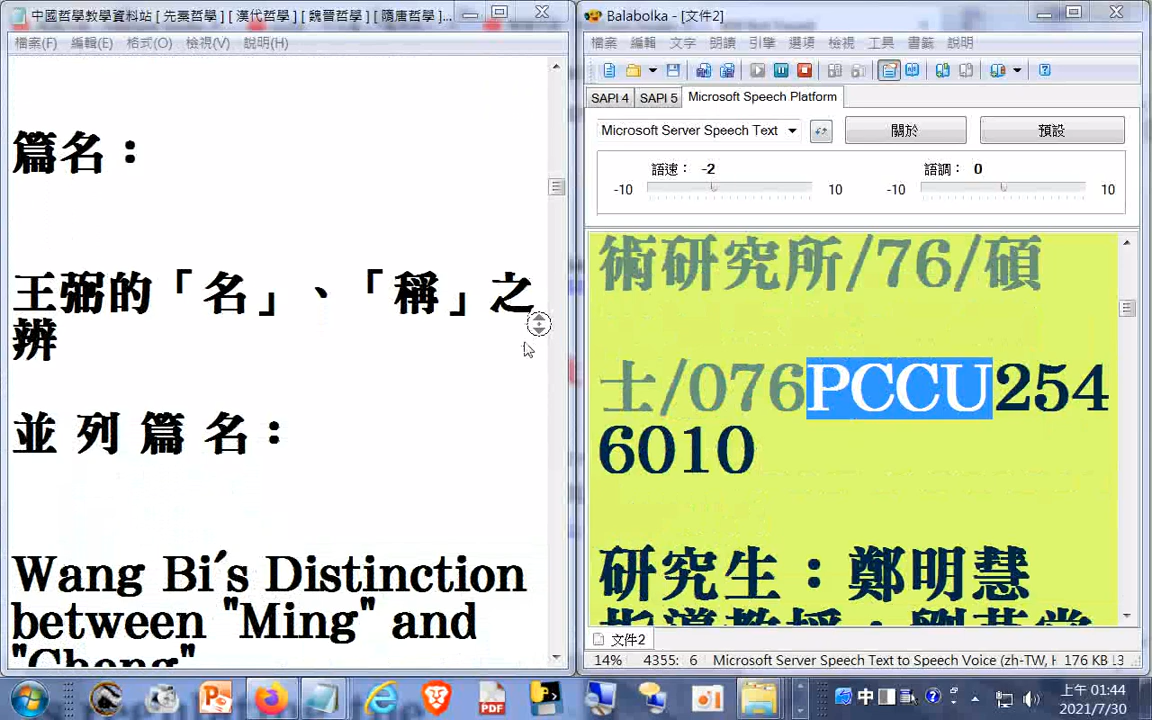 中國哲學教學資料站 [ 先秦哲學 ] [ 漢代哲學 ] [ 魏晉哲學 ] [ 隋唐哲學 ]...
檔案(F) 編輯(E) 格式(O) 檢視(V) 說明(H)
篇名：
王弼的「名」、「稱」之
辨
並 列 篇 名：
Wang Bi's Distinction
between "Ming" and
"Cheng"
Balabolka - [文件2]
檔案 編輯 文字 朗讀 引擎 選項 檢視 工具 書籤 說明
SAPI 4 SAPI 5 Microsoft Speech Platform
Microsoft Server Speech Text 關於 預設
語速： -2 語調： 0
-10 10 -10 10
術研究所/76/碩
士/076PCCU254
6010
研究生：鄭明慧
文件2
14% 4355: 6 Microsoft Server Speech Text to Speech Voice (zh-TW, H 176 KB
中 上午 01:44
2021/7/30